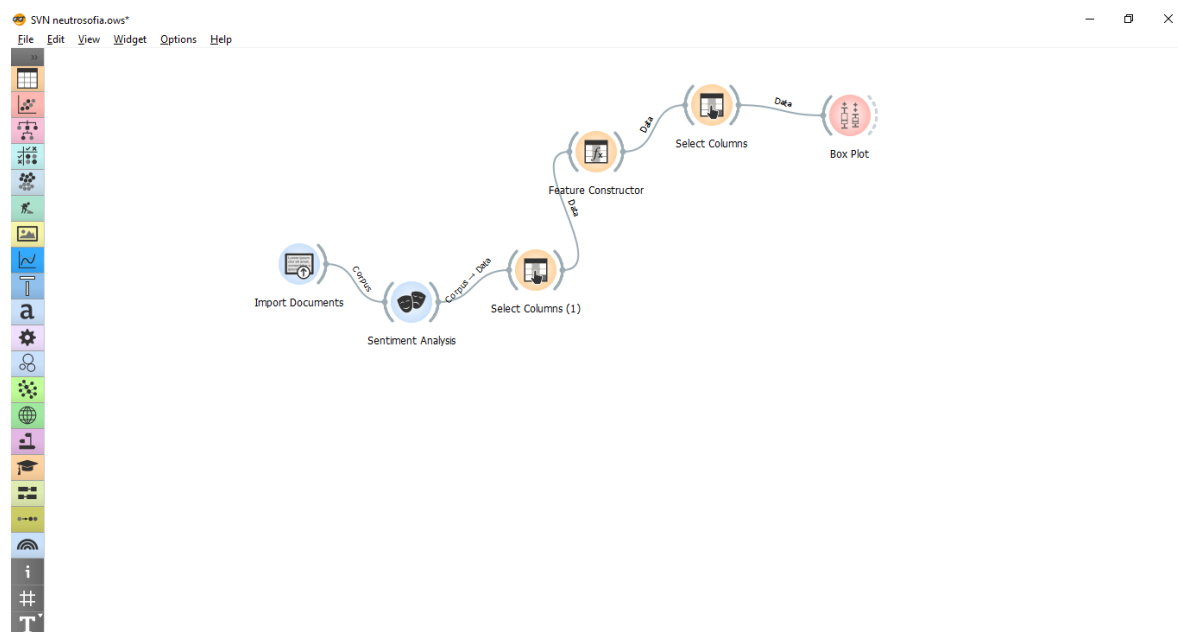 SVN neutrosofia.ows*
File Edit View Widget Options Help
Data
Select Columns
Box Plot
Data
Feature Constructor
Data
Import Documents
Corpus
Sentiment Analysis
Corpus → Data
Select Columns (1)
a
i
#
T